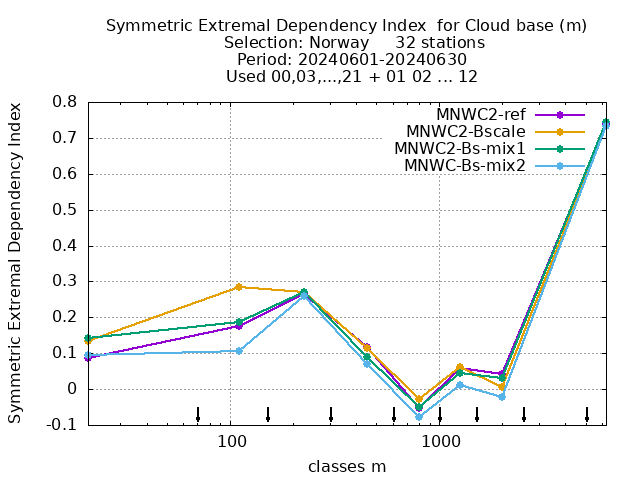 Symmetric Extremal Dependency Index  for Cloud base (m)
Selection: Norway     32 stations
Period: 20240601-20240630
Used 00,03,...,21 + 01 02 ... 12
MNWC2-ref
MNWC2-Bscale
MNWC2-Bs-mix1
MNWC-Bs-mix2
Symmetric Extremal Dependency Index
0.8
0.7
0.6
0.5
0.4
0.3
0.2
0.1
0
-0.1
100 1000
classes m